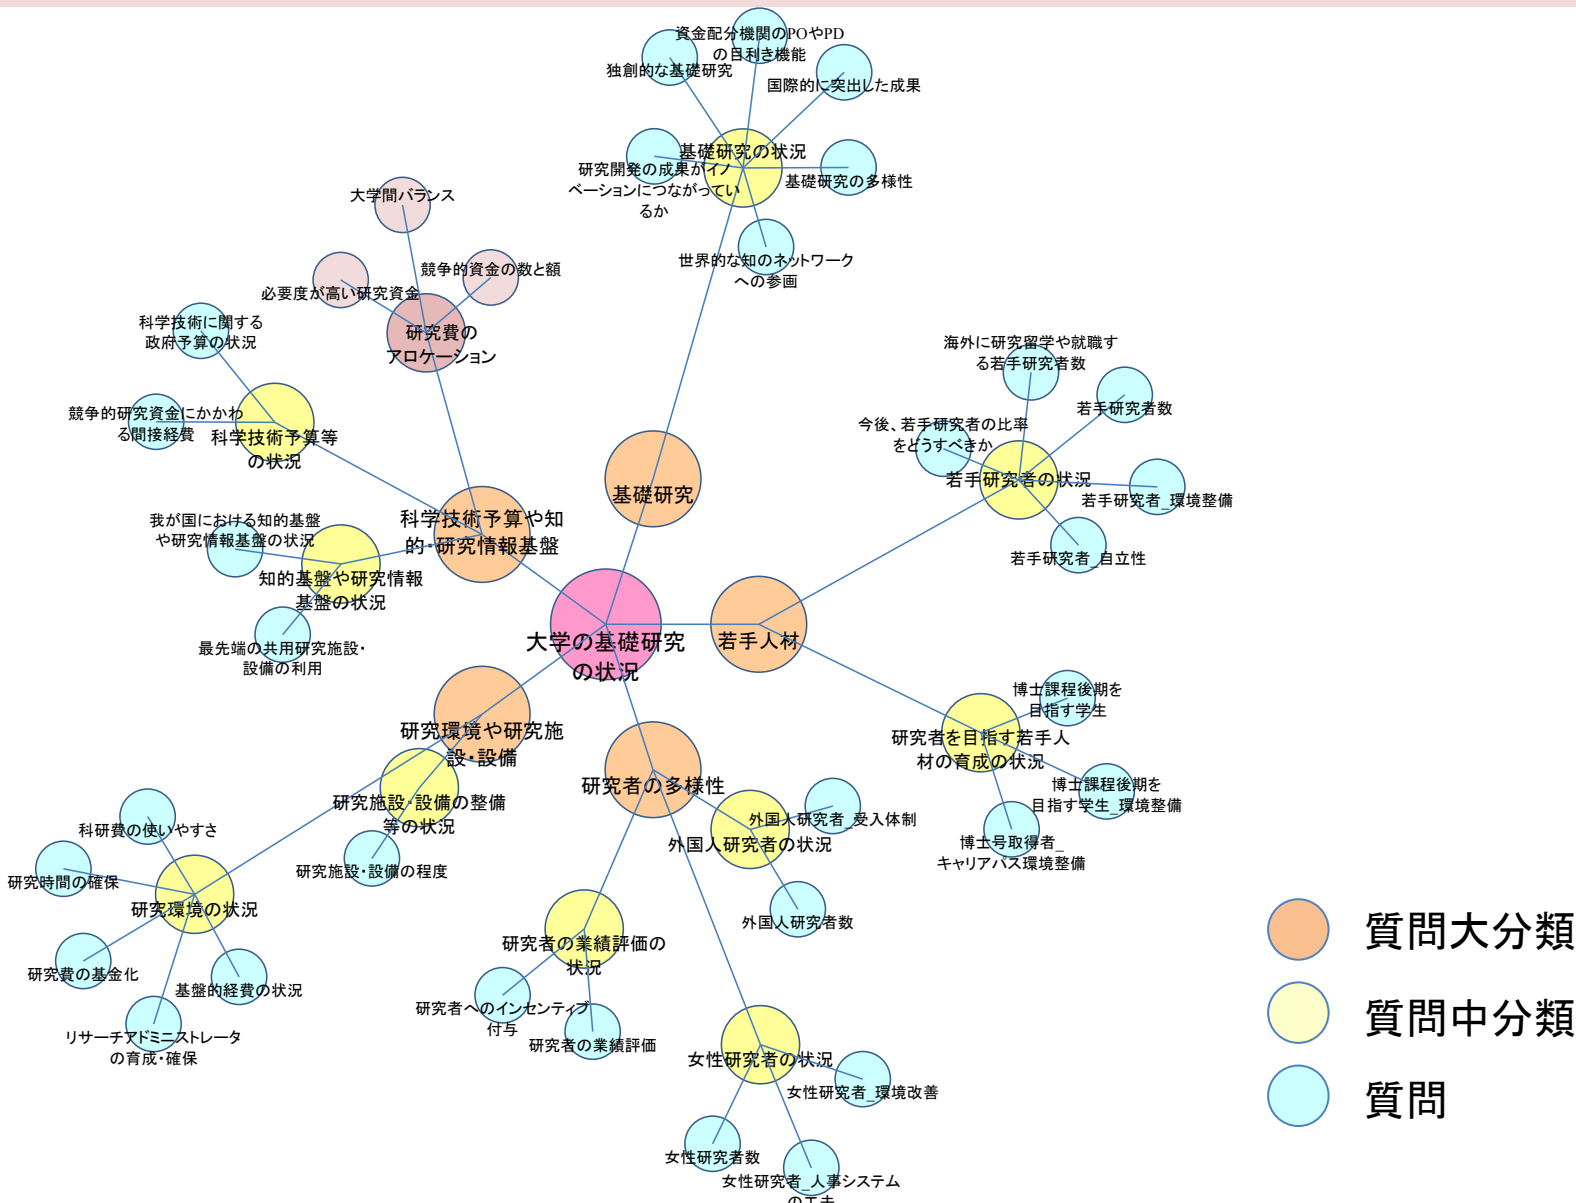 資金配分機関のPOやPD
の目利き機能
独創的な基礎研究
国際的に突出した成果
基礎研究の状況
研究開発の成果がイノ
ベーションにつながってい
るか
基礎研究の多様性
世界的な知のネットワーク
への参画
大学間バランス
競争的資金の数と額
必要度が高い研究資金
研究費の
アロケーション
科学技術に関する
政府予算の状況
競争的研究資金にかかわ
る間接経費
科学技術予算等
の状況
海外に研究留学や就職す
る若手研究者数
若手研究者数
今後、若手研究者の比率
をどうすべきか
若手研究者の状況
若手研究者_環境整備
若手研究者_自立性
基礎研究
科学技術予算や知
的・研究情報基盤
我が国における知的基盤
や研究情報基盤の状況
知的基盤や研究情報
基盤の状況
最先端の共用研究施設・
設備の利用
大学の基礎研究
の状況
若手人材
博士課程後期を
目指す学生
研究者を目指す若手人
材の育成の状況
博士課程後期を
目指す学生_環境整備
博士号取得者_
キャリアパス環境整備
研究環境や研究施
設・設備
研究施設・設備の整備
等の状況
研究施設・設備の程度
研究者の多様性
外国人研究者_受入体制
外国人研究者の状況
外国人研究者数
科研費の使いやすさ
研究時間の確保
研究環境の状況
研究費の基金化
基盤的経費の状況
リサーチアドミニストレータ
の育成・確保
研究者の業績評価の
状況
研究者へのインセンティブ
付与
研究者の業績評価
女性研究者の状況
女性研究者_環境改善
女性研究者数
女性研究者_人事システム
の工夫
質問大分類
質問中分類
質問